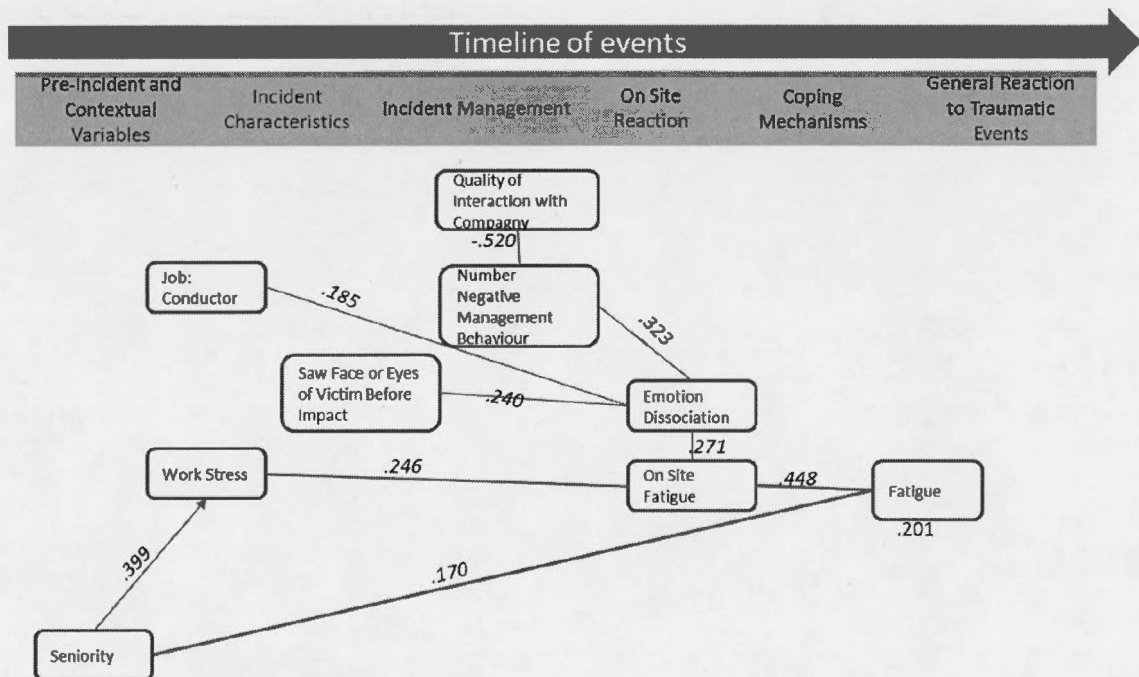 Timeline of events
Pre-Incident and
Contextual
Variables
Incident
Characteristics
Incident Management
On Site
Reaction
Coping
Mechanisms
General Reaction
to Traumatic
Events
Quality of
Interaction with
Compagny
-.520
Job:
Conductor
.185
Number
Negative
Management
Behaviour
.323
Saw Face or Eyes
of Victim Before
Impact
.240
Emotion
Dissociation
.271
Work Stress
.246
On Site
Fatigue
.448
Fatigue
.201
.399
.170
Seniority